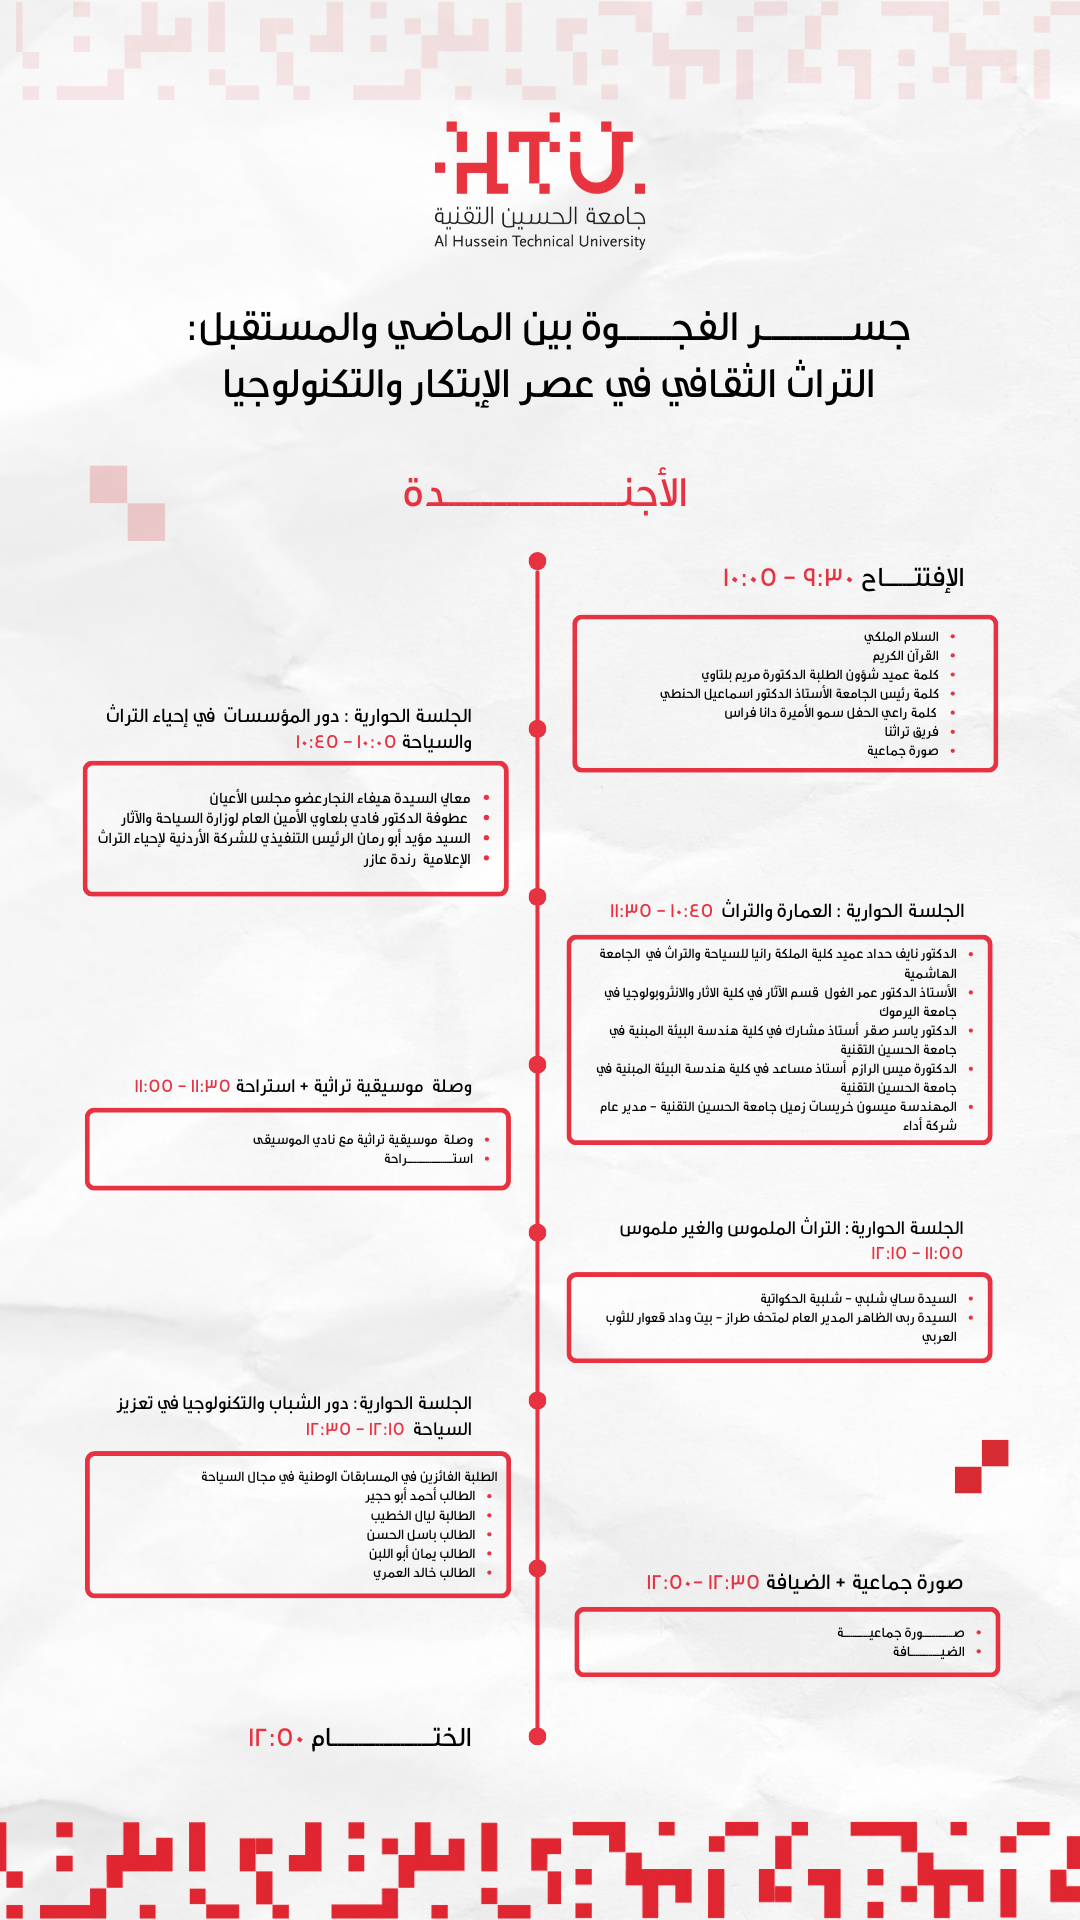 HTU
جامعة الحسين التقنية
Al Hussein Technical University
جســـــر الفجـــوة بين الماضي والمستقبل:
التراث الثقافي في عصر الإبتكار والتكنولوجيا
الأجنـــــــــدة
الإفتتـــاح ٩:٣٠ - ١٠:٠٥
السلام الملكي
القرآن الكريم
كلمة عميد شؤون الطلبة الدكتورة مريم بلتاوي
كلمة رئيس الجامعة الأستاذ الدكتور اسماعيل الحنطي
كلمة راعي الحفل سمو الأميرة دانا فراس
فريق تراثنا
صورة جماعية
الجلسة الحوارية : دور المؤسسات في إحياء التراث
والسياحة ١٠:٠٥ - ١٠:٤٥
معالي السيدة هيفاء النجارعضو مجلس الأعيان
عطوفة الدكتور فادي بلعاوي الأمين العام لوزارة السياحة والآثار
السيد مؤيد أبو رمان الرئيس التنفيذي للشركة الأردنية لإحياء التراث
الإعلامية رندة عازر
الجلسة الحوارية : العمارة والتراث ١٠:٤٥ - ١١:٣٥
الدكتور نايف حداد عميد كلية الملكة رانيا للسياحة والتراث في الجامعة
الهاشمية
الأستاذ الدكتور عمر الغول قسم الآثار في كلية الاثار والانثروبولوجيا في
جامعة اليرموك
الدكتور ياسر صقر أستاذ مشارك في كلية هندسة البيئة المبنية في
جامعة الحسين التقنية
الدكتورة ميس الرازم أستاذ مساعد في كلية هندسة البيئة المبنية في
جامعة الحسين التقنية
المهندسة ميسون خريسات زميل جامعة الحسين التقنية - مدير عام
شركة أداء
وصلة موسيقية تراثية + استراحة ١١:٣٥ - ١١:٥٥
وصلة موسيقية تراثية مع نادي الموسيقى
استـــــــراحة
الجلسة الحوارية: التراث الملموس والغير ملموس
١١:٥٥ - ١٢:١٥
السيدة سالي شلبي - شلبية الحكواتية
السيدة ربى الظاهر المدير العام لمتحف طراز - بيت وداد قعوار للثوب
العربي
الجلسة الحوارية: دور الشباب والتكنولوجيا في تعزيز
السياحة ١٢:١٥ - ١٢:٣٥
الطلبة الفائزين في المسابقات الوطنية في مجال السياحة
الطالب أحمد أبو حجير
الطالبة ليال الخطيب
الطالب باسل الحسن
الطالب يمان أبو اللبن
الطالب خالد العمري
صورة جماعية + الضيافة ١٢:٣٥ -١٢:٥٠
صـــــورة جماعيـــــة
الضيـــــافة
الختــــــــــام ١٢:٥٠